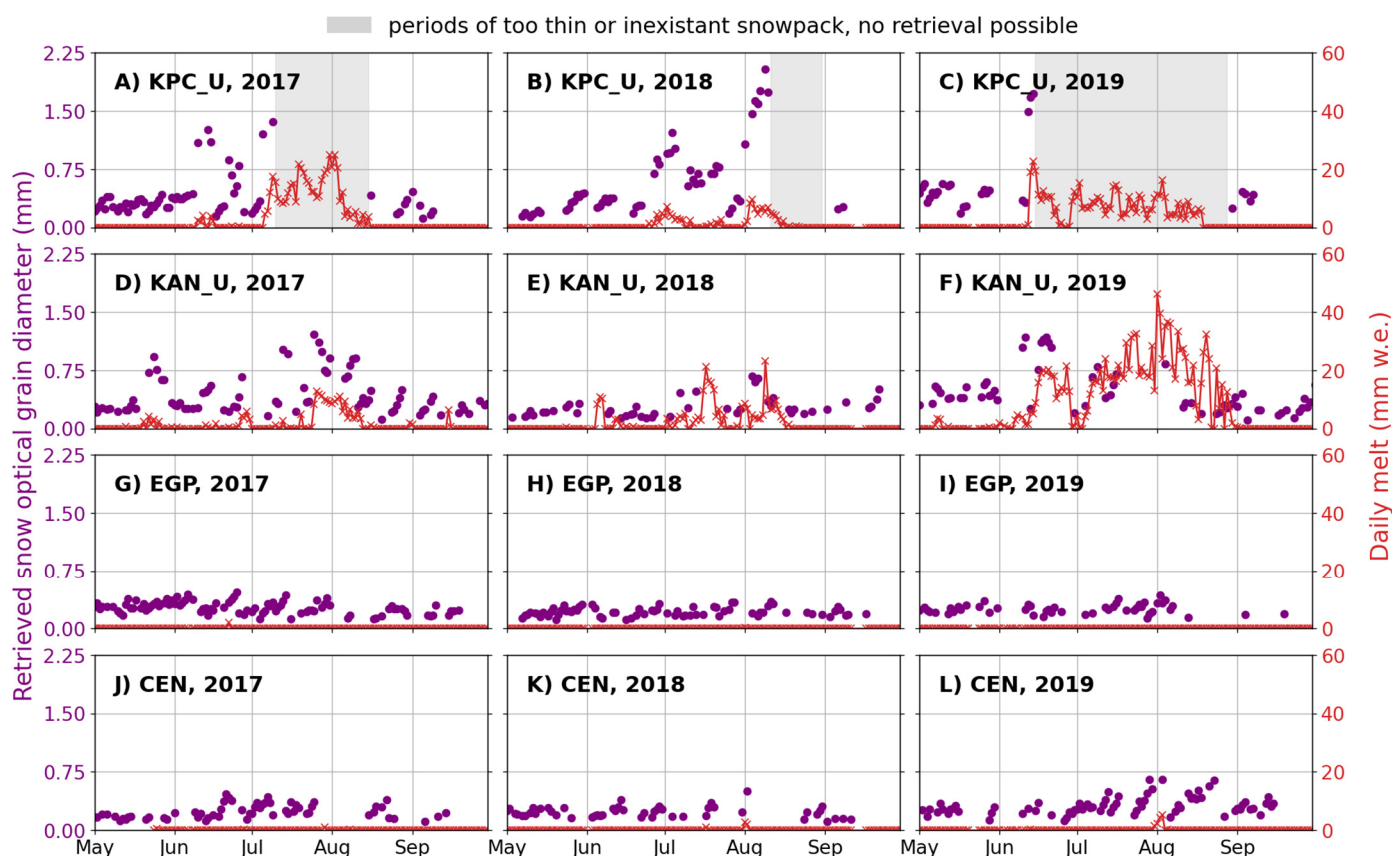 periods of too thin or inexistant snowpack, no retrieval possible
Retrieved snow optical grain diameter (mm)
Daily melt (mm w.e.)
2.25
1.50
0.75
0.00
A) KPC_U, 2017
B) KPC_U, 2018
C) KPC_U, 2019
60
40
20
0
2.25
1.50
0.75
0.00
D) KAN_U, 2017
E) KAN_U, 2018
F) KAN_U, 2019
60
40
20
0
2.25
1.50
0.75
0.00
G) EGP, 2017
H) EGP, 2018
I) EGP, 2019
60
40
20
0
2.25
1.50
0.75
0.00
J) CEN, 2017
K) CEN, 2018
L) CEN, 2019
60
40
20
0
May Jun Jul Aug Sep
May Jun Jul Aug Sep
May Jun Jul Aug Sep